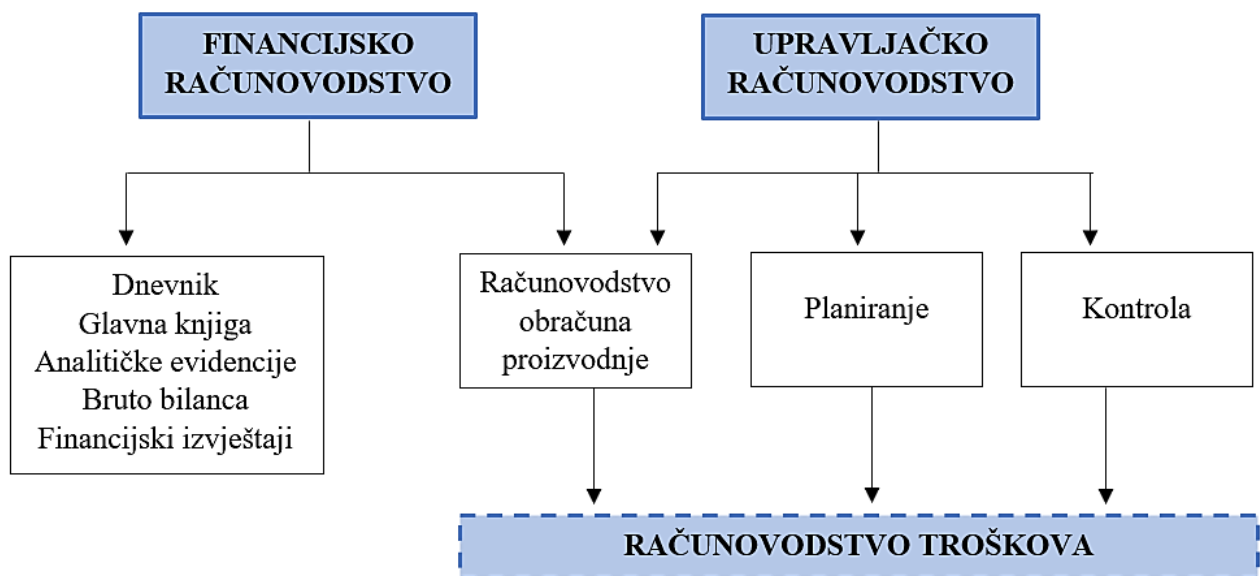 FINANCIJSKO
RAČUNOVODSTVO
UPRAVLJAČKO
RAČUNOVODSTVO
Dnevnik
Glavna knjiga
Analitičke evidencije
Bruto bilanca
Financijski izvještaji
Računovodstvo
obračuna
proizvodnje
Planiranje
Kontrola
RAČUNOVODSTVO TROŠKOVA